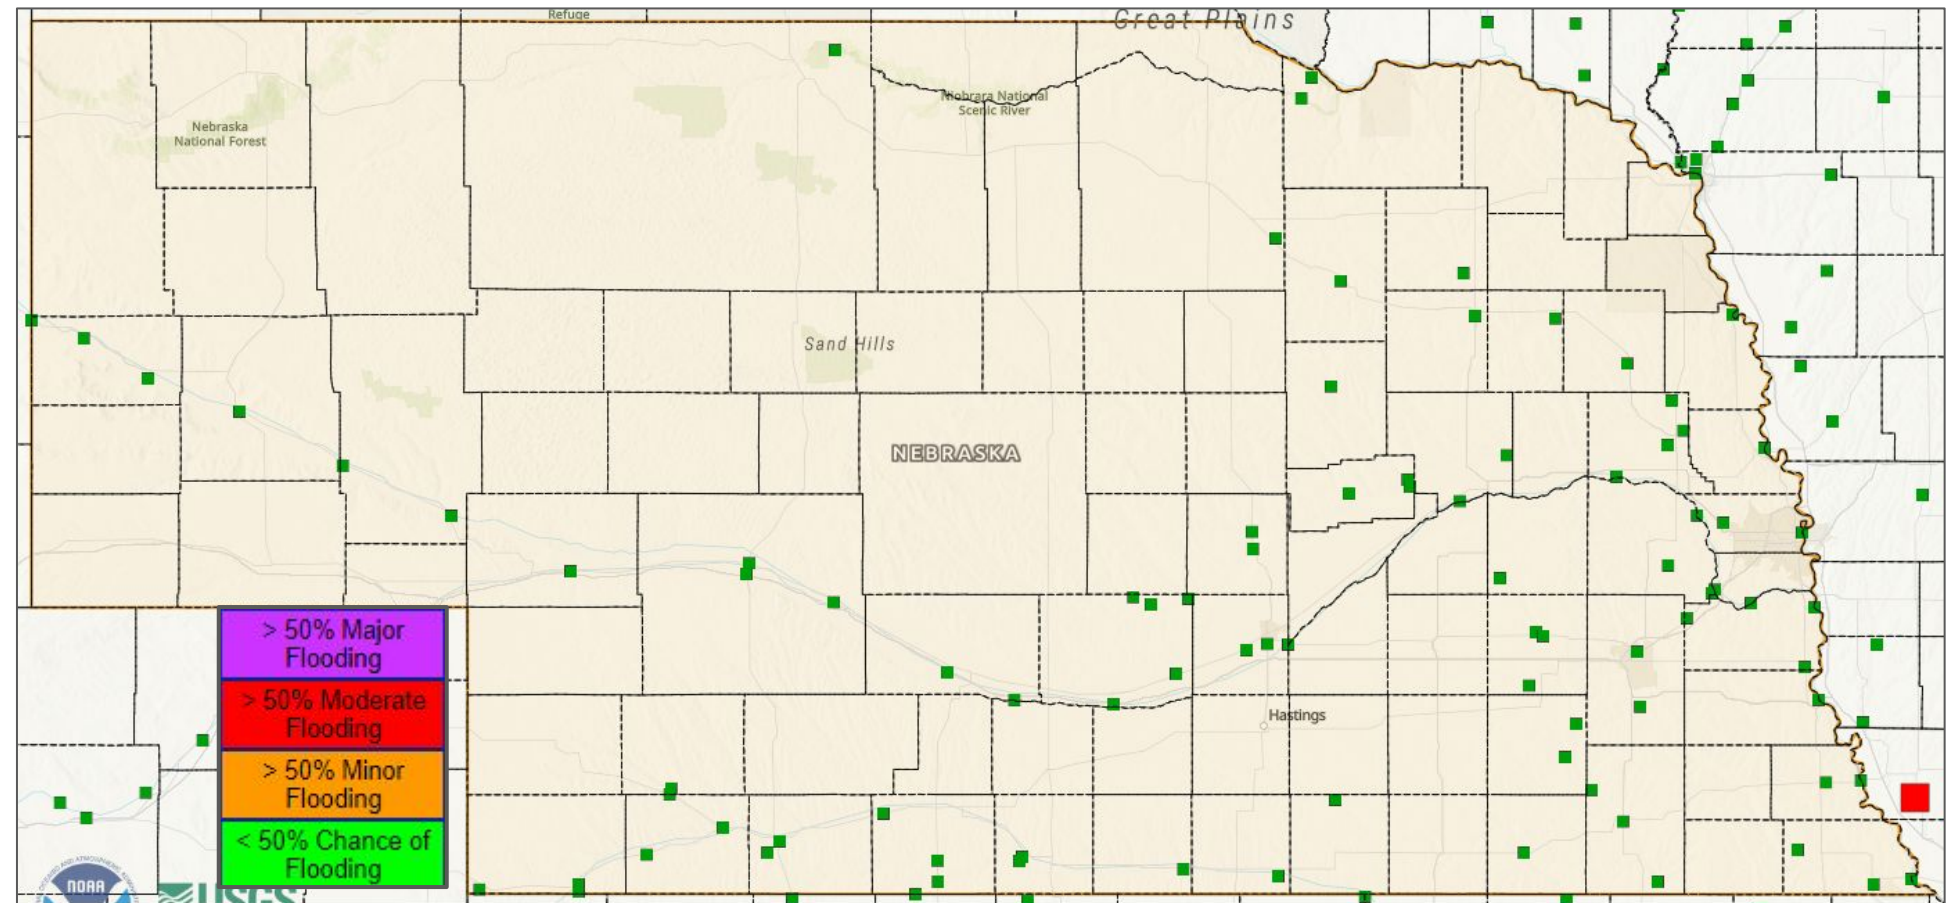 Refuge
Great Plains
Niobrara National
Scenic River
Nebraska
National Forest
Sand Hills
NEBRASKA
Hastings
> 50% Major
Flooding
> 50% Moderate
Flooding
> 50% Minor
Flooding
< 50% Chance of
Flooding
NOAA
USGS